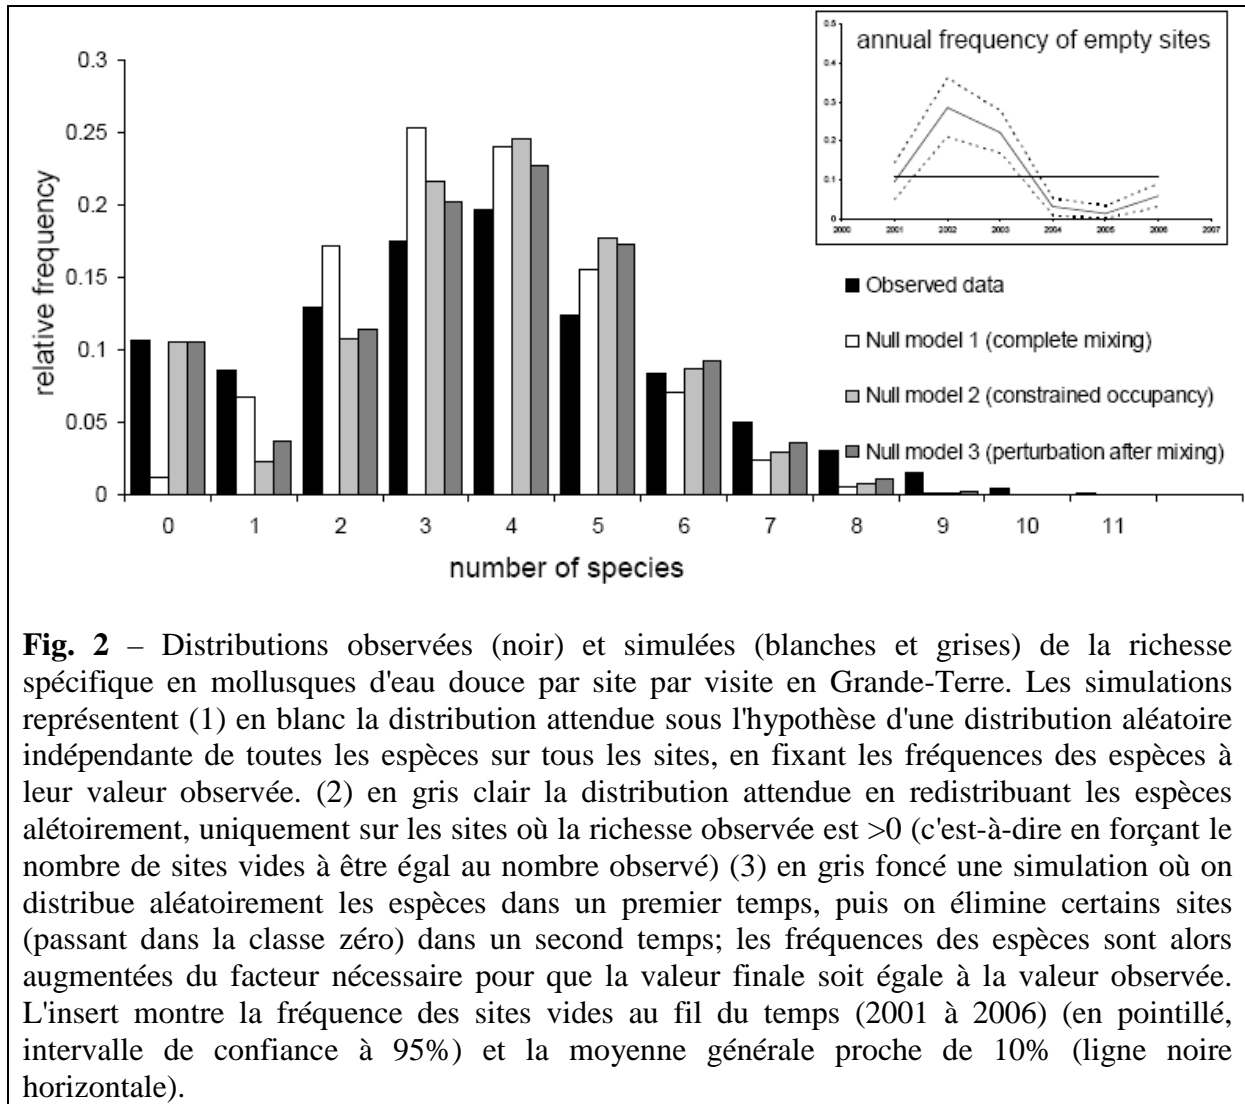 annual frequency of empty sites
0.5
0.4
0.3
0.2
0.1
0
2000 2001 2002 2003 2004 2005 2006 2007
relative frequency
0.3
0.25
0.2
0.15
0.1
0.05
0
Observed data
Null model 1 (complete mixing)
Null model 2 (constrained occupancy)
Null model 3 (perturbation after mixing)
0 1 2 3 4 5 6 7 8 9 10 11
number of species
Fig. 2 – Distributions observées (noir) et simulées (blanches et grises) de la richesse
spécifique en mollusques d'eau douce par site par visite en Grande-Terre. Les simulations
représentent (1) en blanc la distribution attendue sous l'hypothèse d'une distribution aléatoire
indépendante de toutes les espèces sur tous les sites, en fixant les fréquences des espèces à
leur valeur observée. (2) en gris clair la distribution attendue en redistribuant les espèces
alétoirement, uniquement sur les sites où la richesse observée est >0 (c'est-à-dire en forçant le
nombre de sites vides à être égal au nombre observé) (3) en gris foncé une simulation où on
distribue aléatoirement les espèces dans un premier temps, puis on élimine certains sites
(passant dans la classe zéro) dans un second temps; les fréquences des espèces sont alors
augmentées du facteur nécessaire pour que la valeur finale soit égale à la valeur observée.
L'insert montre la fréquence des sites vides au fil du temps (2001 à 2006) (en pointillé,
intervalle de confiance à 95%) et la moyenne générale proche de 10% (ligne noire
horizontale).